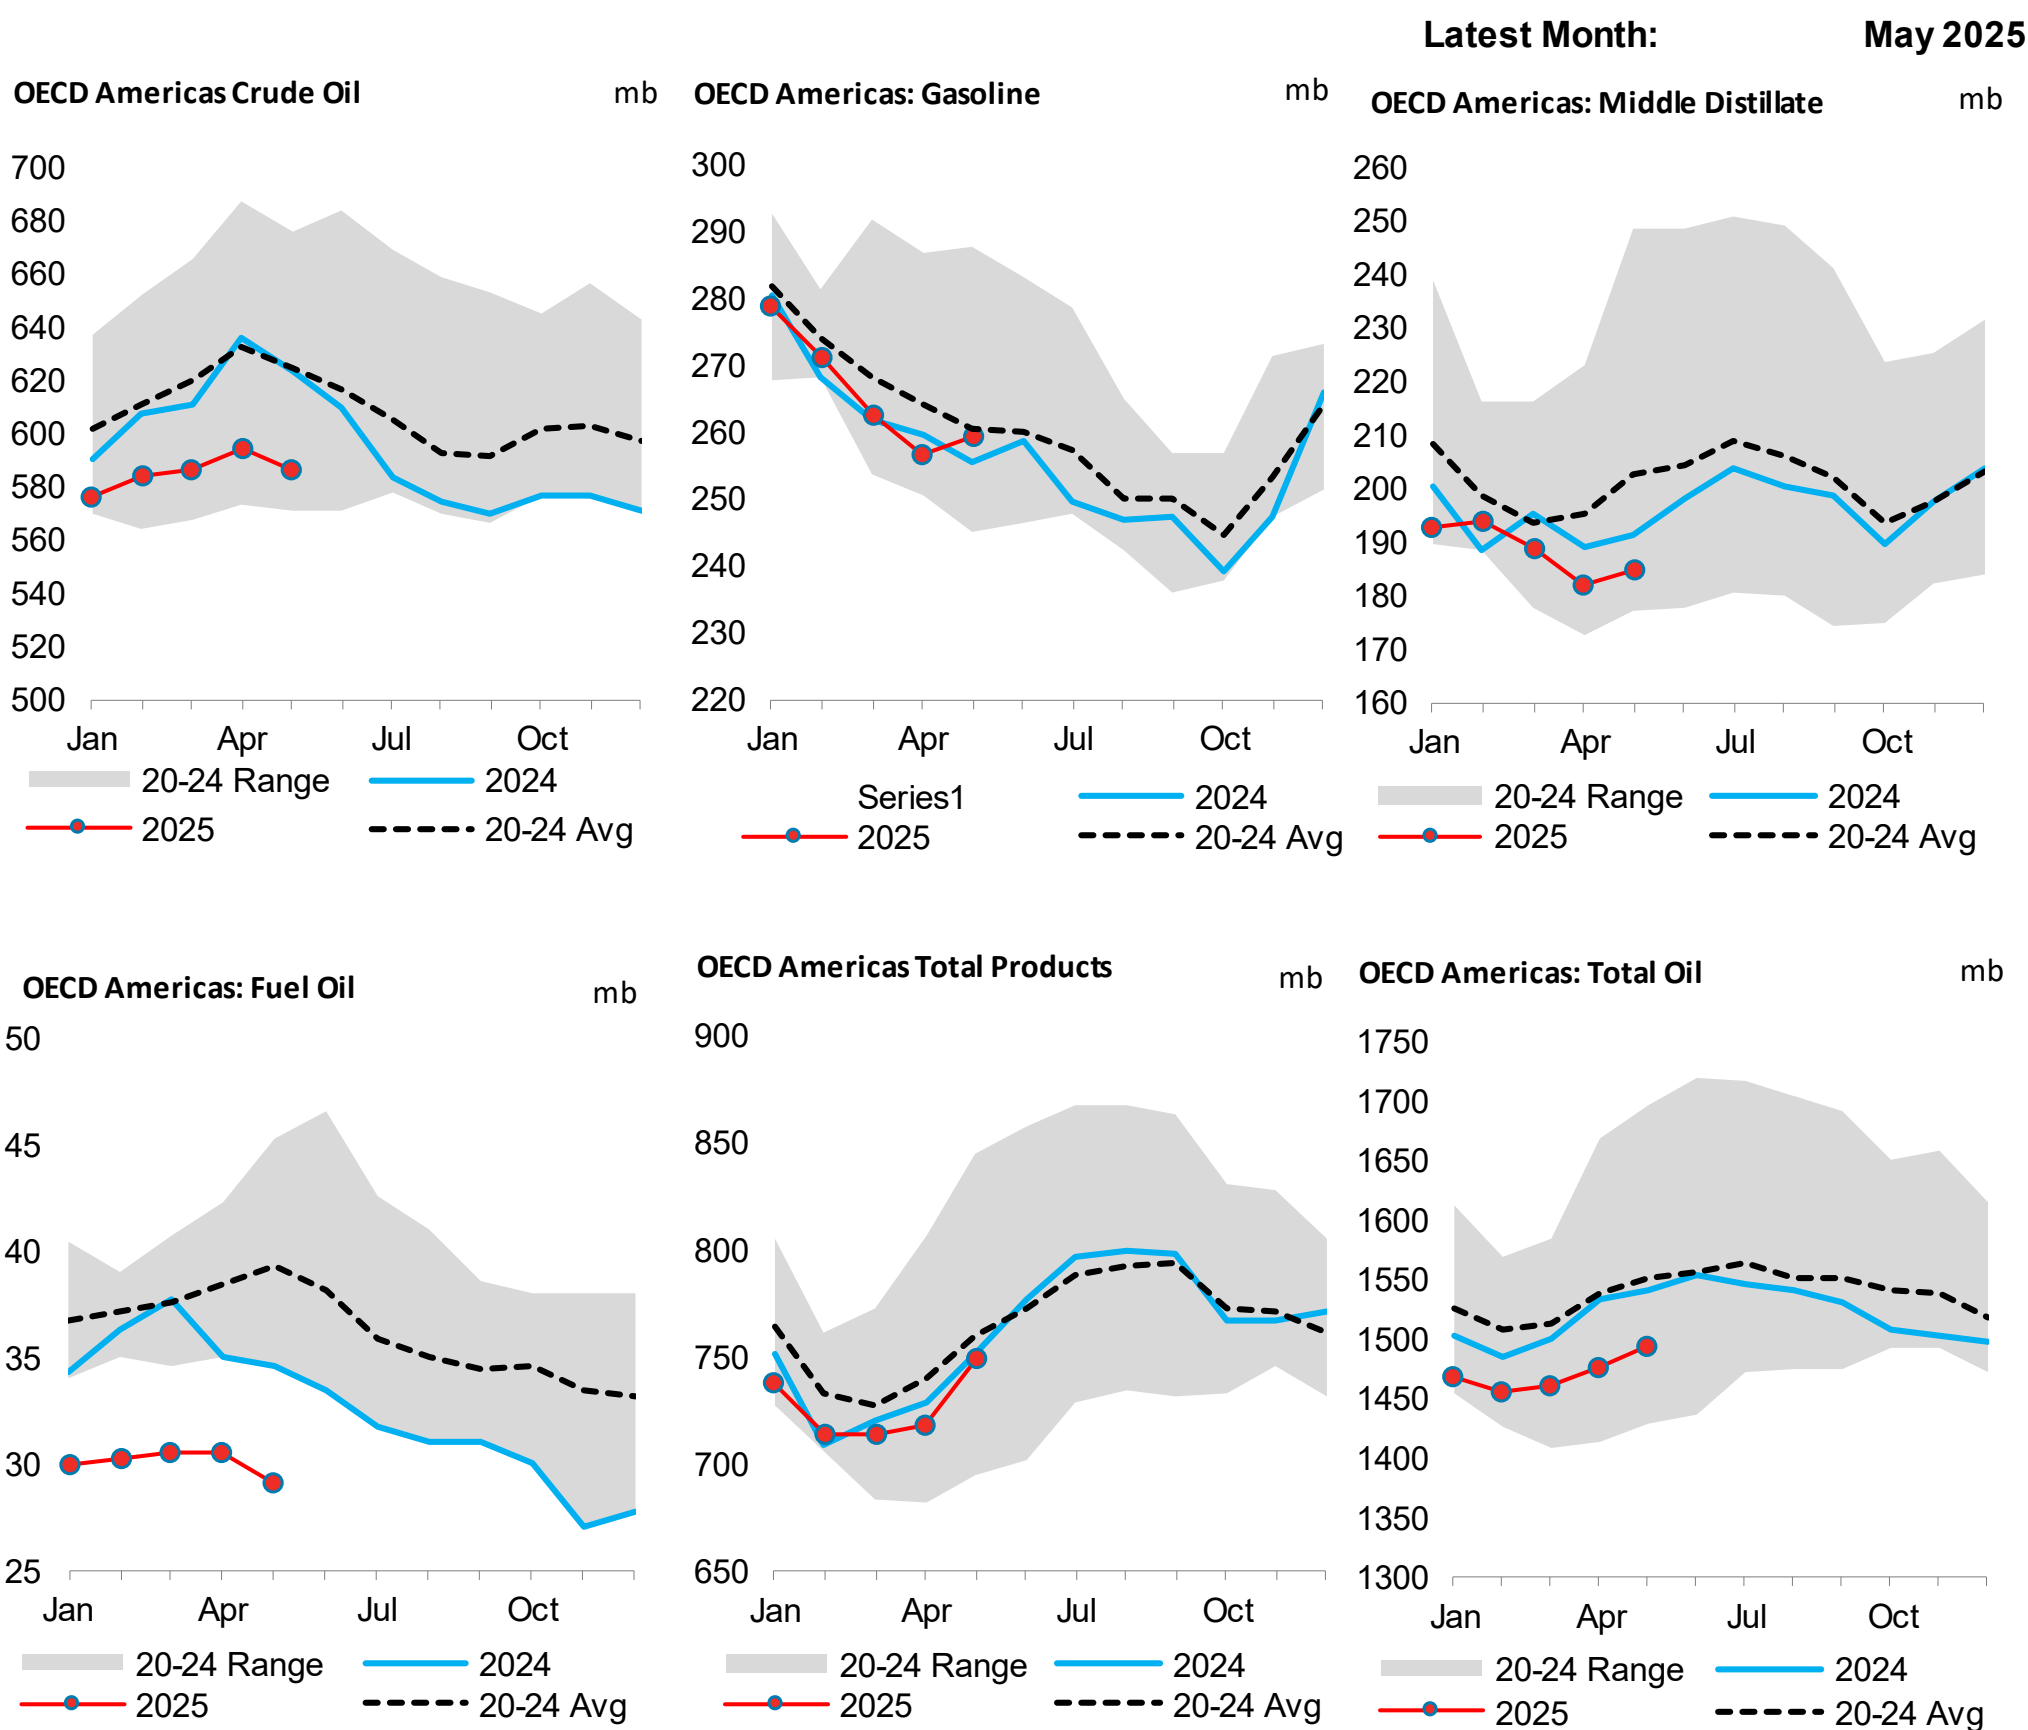 Latest Month: May 2025
OECD Americas Crude Oil mb
700
680
660
640
620
600
580
560
540
520
500
Jan Apr Jul Oct
20-24 Range 2024
2025 20-24 Avg
OECD Americas: Gasoline mb
300
290
280
270
260
250
240
230
220
Jan Apr Jul Oct
Series1 2024
2025 20-24 Avg
OECD Americas: Middle Distillate mb
260
250
240
230
220
210
200
190
180
170
160
Jan Apr Jul Oct
20-24 Range 2024
2025 20-24 Avg
OECD Americas: Fuel Oil mb
50
45
40
35
30
25
Jan Apr Jul Oct
20-24 Range 2024
2025 20-24 Avg
OECD Americas Total Products mb
900
850
800
750
700
650
Jan Apr Jul Oct
20-24 Range 2024
2025 20-24 Avg
OECD Americas: Total Oil mb
1750
1700
1650
1600
1550
1500
1450
1400
1350
1300
Jan Apr Jul Oct
20-24 Range 2024
2025 20-24 Avg